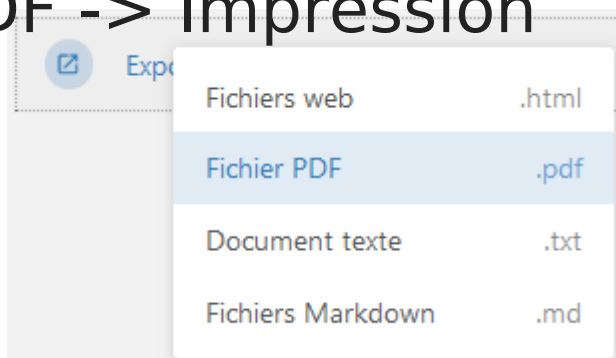 DF -> Impression
Expo
Fichiers web .html
Fichier PDF .pdf
Document texte .txt
Fichiers Markdown .md